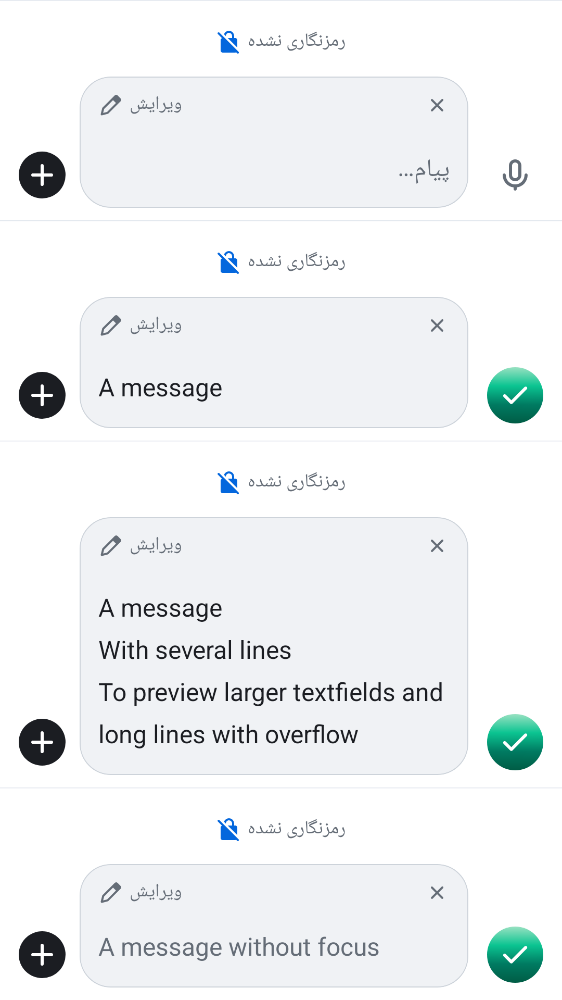 رمزنگاری نشده
ویرایش
پیام...
رمزنگاری نشده
ویرایش
A message
رمزنگاری نشده
ویرایش
A message
With several lines
To preview larger textfields and
long lines with overflow
رمزنگاری نشده
ویرایش
A message without focus